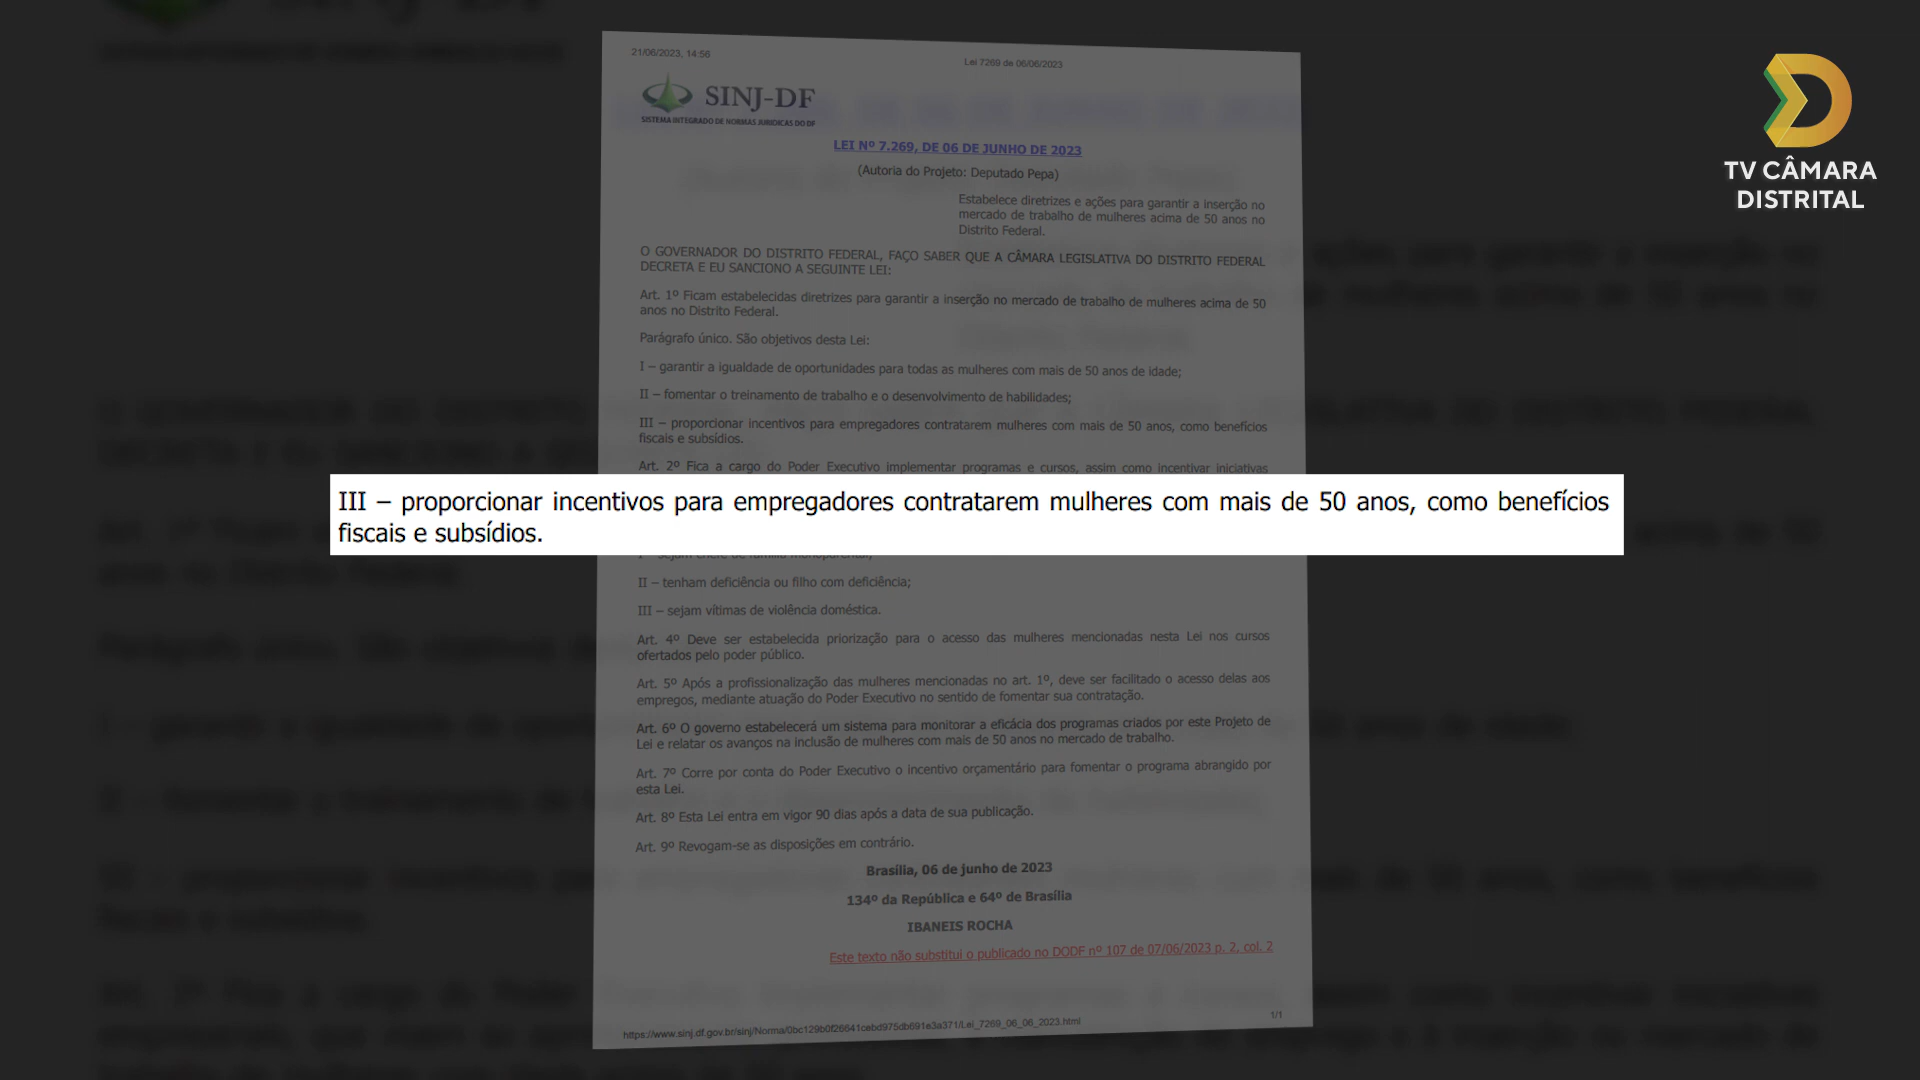 21/06/2023, 14:56
Lei 7269 de 06/06/2023
SINJ-DF
SISTEMA INTEGRADO DE NORMAS JURÍDICAS DO DF
LEI Nº 7.269, DE 06 DE JUNHO DE 2023
(Autoria do Projeto: Deputado Pepa)
Estabelece diretrizes e ações para garantir a inserção no
mercado de trabalho de mulheres acima de 50 anos no
Distrito Federal.
O GOVERNADOR DO DISTRITO FEDERAL, FAÇO SABER QUE A CÂMARA LEGISLATIVA DO DISTRITO FEDERAL
DECRETA E EU SANCIONO A SEGUINTE LEI:
Art. 1º Ficam estabelecidas diretrizes para garantir a inserção no mercado de trabalho de mulheres acima de 50
anos no Distrito Federal.
Parágrafo único. São objetivos desta Lei:
I – garantir a igualdade de oportunidades para todas as mulheres com mais de 50 anos de idade;
II – fomentar o treinamento de trabalho e o desenvolvimento de habilidades;
III – proporcionar incentivos para empregadores contratarem mulheres com mais de 50 anos, como benefícios
fiscais e subsídios.
Art. 2º Fica a cargo do Poder Executivo implementar programas e cursos, assim como incentivar iniciativas
III – proporcionar incentivos para empregadores contratarem mulheres com mais de 50 anos, como benefícios
fiscais e subsídios.
I – sejam chefe de família monoparental;
II – tenham deficiência ou filho com deficiência;
III – sejam vítimas de violência doméstica.
Art. 4º Deve ser estabelecida priorização para o acesso das mulheres mencionadas nesta Lei nos cursos
ofertados pelo poder público.
Art. 5º Após a profissionalização das mulheres mencionadas no art. 1º, deve ser facilitado o acesso delas aos
empregos, mediante atuação do Poder Executivo no sentido de fomentar sua contratação.
Art. 6º O governo estabelecerá um sistema para monitorar a eficácia dos programas criados por este Projeto de
Lei e relatar os avanços na inclusão de mulheres com mais de 50 anos no mercado de trabalho.
Art. 7º Corre por conta do Poder Executivo o incentivo orçamentário para fomentar o programa abrangido por
esta Lei.
Art. 8º Esta Lei entra em vigor 90 dias após a data de sua publicação.
Art. 9º Revogam-se as disposições em contrário.
Brasília, 06 de junho de 2023
134º da República e 64º de Brasília
IBANEIS ROCHA
Este texto não substitui o publicado no DODF nº 107 de 07/06/2023 p. 2, col. 2
https://www.sinj.df.gov.br/sinj/Norma/0bc129b0f26641cebd975db691e3a371/Lei_7269_06_06_2023.html
1/1
TV CÂMARA
DISTRITAL